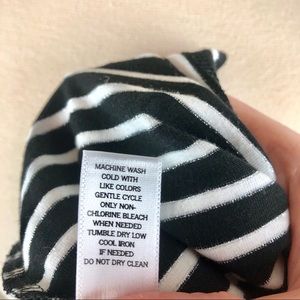 MACHINE WASH
COLD WITH
LIKE COLORS
GENTLE CYCLE
ONLY NON-
CHLORINE BLEACH
WHEN NEEDED
TUMBLE DRY LOW
COOL IRON
IF NEEDED
DO NOT DRY CLEAN